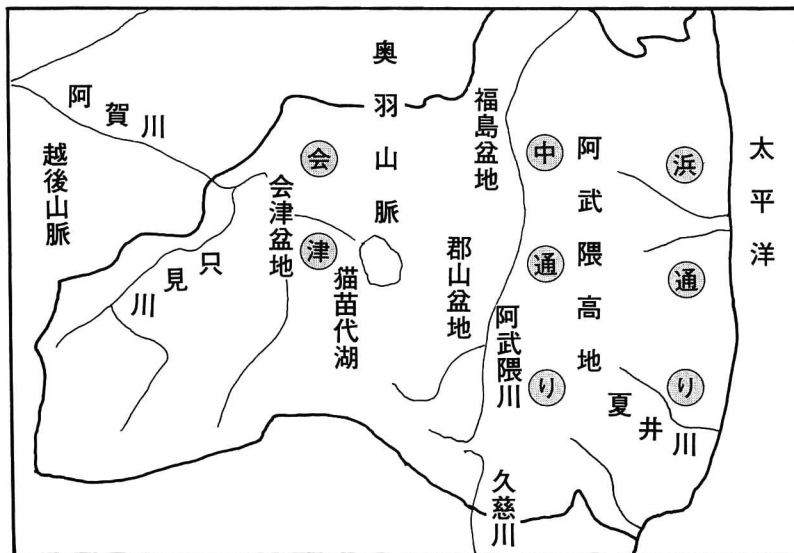 阿賀川
越後山脈
只見川
会津盆地
会津
猪苗代湖
奥羽山脈
福島盆地
郡山盆地
阿武隈川
中通り
阿武隈高地
浜通り
太平洋
夏井川
久慈川